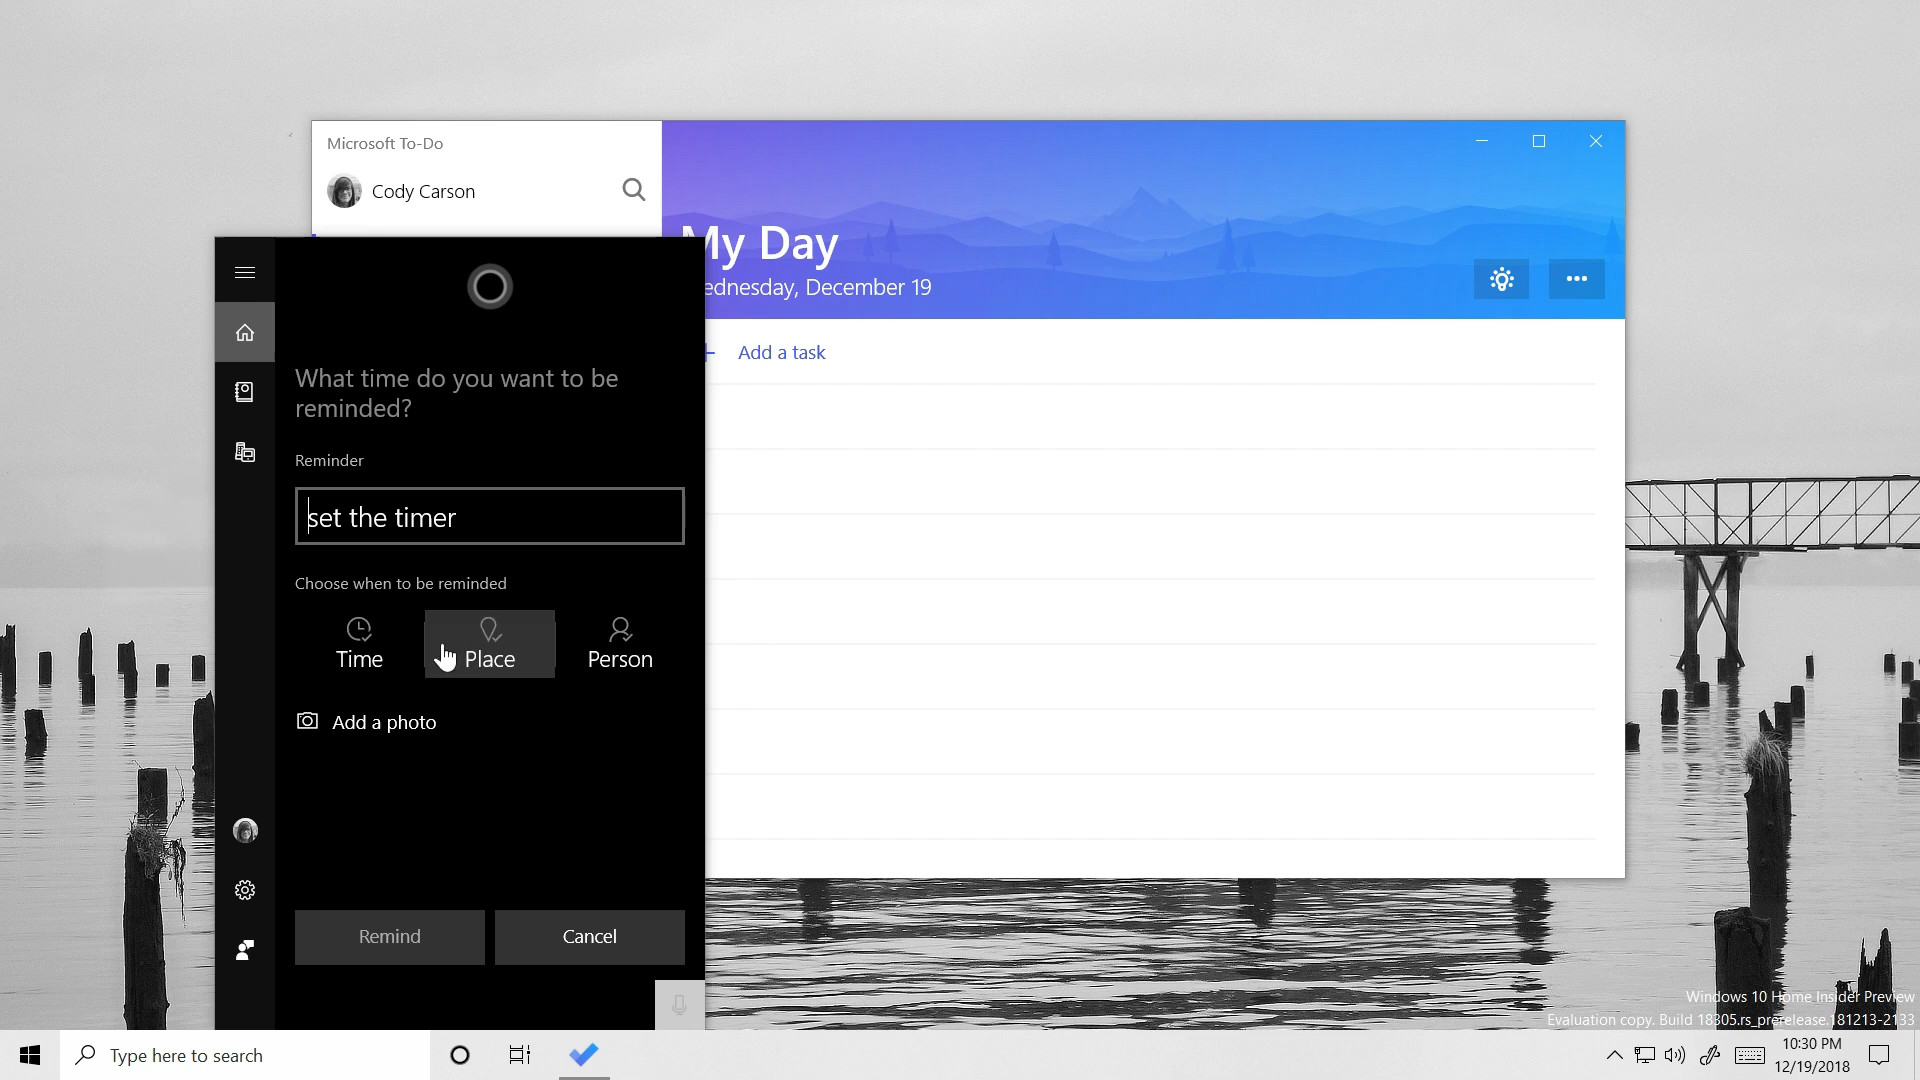 Microsoft To-Do
Cody Carson
My Day
ednesday, December 19
Add a task
What time do you want to be
reminded?
Reminder
set the timer
Choose when to be reminded
Time
Place
Person
Add a photo
Remind
Cancel
Windows 10 Home Insider Preview
Evaluation copy. Build 18305.rs_prerelease.181213-2133
Type here to search
10:30 PM
12/19/2018